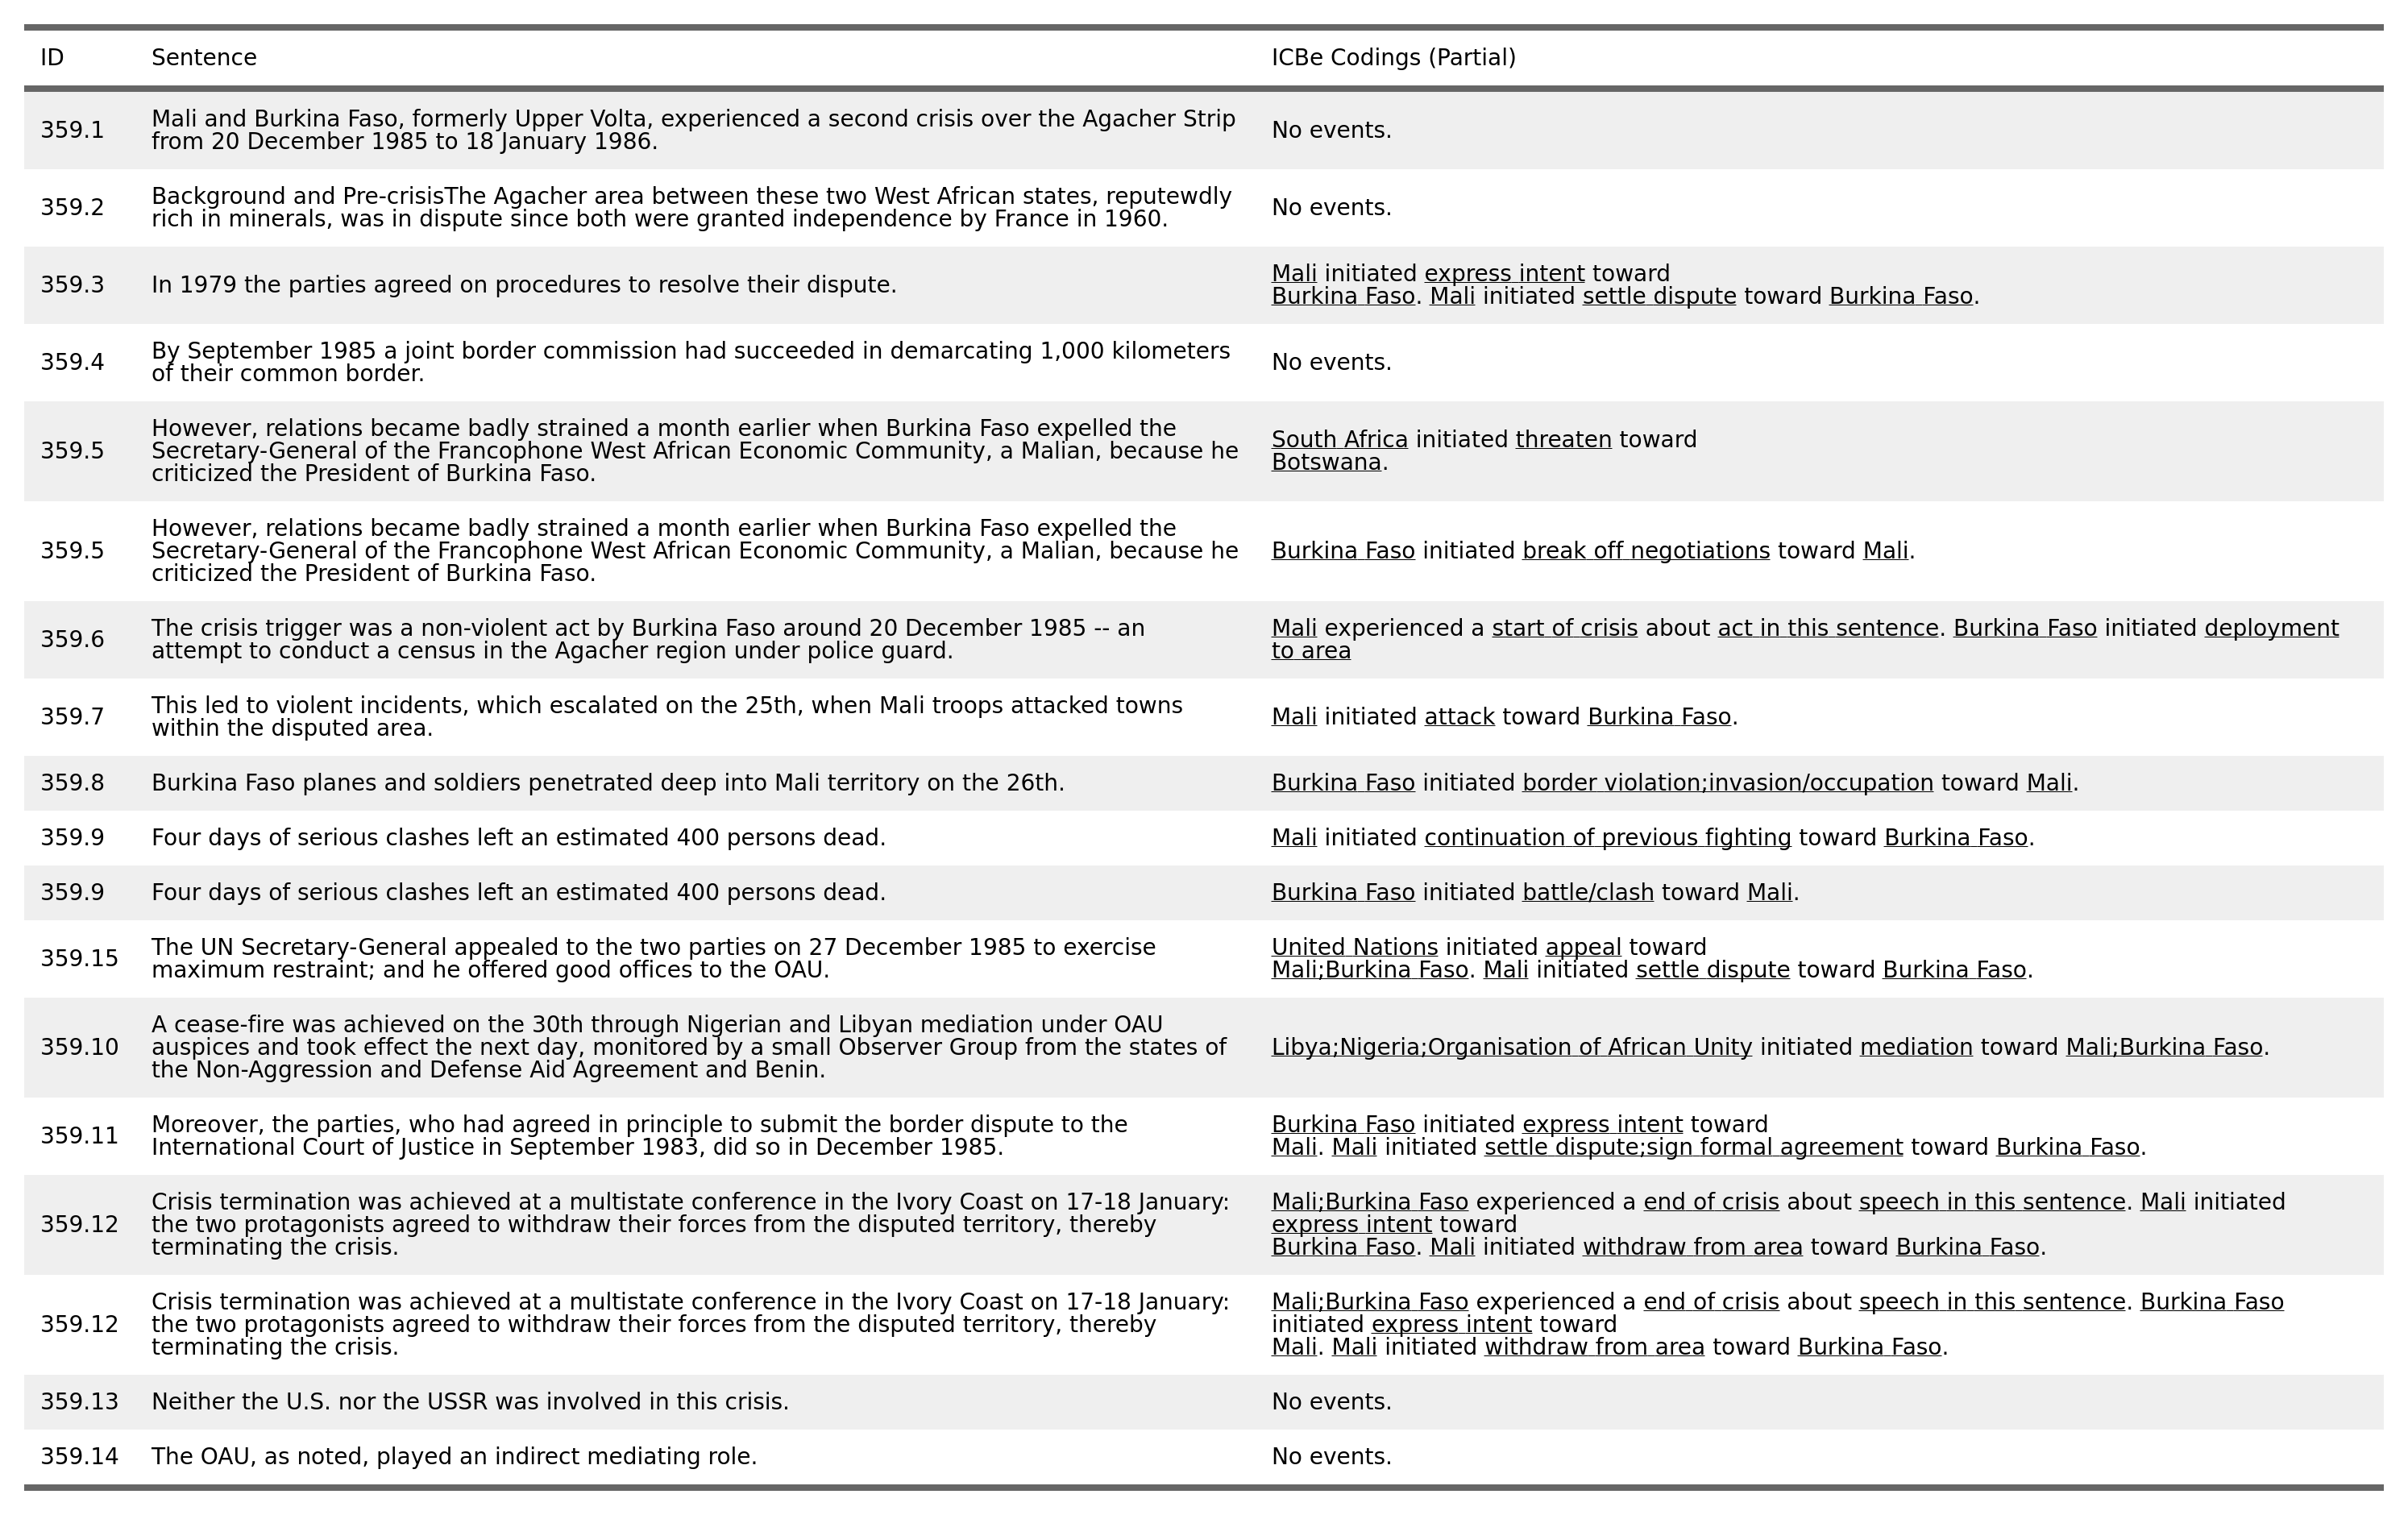 ID Sentence ICBe Codings (Partial)
359.1 Mali and Burkina Faso, formerly Upper Volta, experienced a second crisis over the Agacher Strip
from 20 December 1985 to 18 January 1986.
No events.
359.2 Background and Pre-crisisThe Agacher area between these two West African states, reputewdly
rich in minerals, was in dispute since both were granted independence by France in 1960.
No events.
359.3 In 1979 the parties agreed on procedures to resolve their dispute.
Mali initiated express intent toward
Burkina Faso. Mali initiated settle dispute toward Burkina Faso.
359.4 By September 1985 a joint border commission had succeeded in demarcating 1,000 kilometers
of their common border.
No events.
359.5 However, relations became badly strained a month earlier when Burkina Faso expelled the
Secretary-General of the Francophone West African Economic Community, a Malian, because he
criticized the President of Burkina Faso.
South Africa initiated threaten toward
Botswana.
359.5 However, relations became badly strained a month earlier when Burkina Faso expelled the
Secretary-General of the Francophone West African Economic Community, a Malian, because he
criticized the President of Burkina Faso.
Burkina Faso initiated break off negotiations toward Mali.
359.6 The crisis trigger was a non-violent act by Burkina Faso around 20 December 1985 -- an
attempt to conduct a census in the Agacher region under police guard.
Mali experienced a start of crisis about act in this sentence. Burkina Faso initiated deployment
to area
359.7 This led to violent incidents, which escalated on the 25th, when Mali troops attacked towns
within the disputed area.
Mali initiated attack toward Burkina Faso.
359.8 Burkina Faso planes and soldiers penetrated deep into Mali territory on the 26th.
Burkina Faso initiated border violation;invasion/occupation toward Mali.
359.9 Four days of serious clashes left an estimated 400 persons dead.
Mali initiated continuation of previous fighting toward Burkina Faso.
359.9 Four days of serious clashes left an estimated 400 persons dead.
Burkina Faso initiated battle/clash toward Mali.
359.15 The UN Secretary-General appealed to the two parties on 27 December 1985 to exercise
maximum restraint; and he offered good offices to the OAU.
United Nations initiated appeal toward
Mali;Burkina Faso. Mali initiated settle dispute toward Burkina Faso.
359.10 A cease-fire was achieved on the 30th through Nigerian and Libyan mediation under OAU
auspices and took effect the next day, monitored by a small Observer Group from the states of
the Non-Aggression and Defense Aid Agreement and Benin.
Libya;Nigeria;Organisation of African Unity initiated mediation toward Mali;Burkina Faso.
359.11 Moreover, the parties, who had agreed in principle to submit the border dispute to the
International Court of Justice in September 1983, did so in December 1985.
Burkina Faso initiated express intent toward
Mali. Mali initiated settle dispute;sign formal agreement toward Burkina Faso.
359.12 Crisis termination was achieved at a multistate conference in the Ivory Coast on 17-18 January:
the two protagonists agreed to withdraw their forces from the disputed territory, thereby
terminating the crisis.
Mali;Burkina Faso experienced a end of crisis about speech in this sentence. Mali initiated
express intent toward
Burkina Faso. Mali initiated withdraw from area toward Burkina Faso.
359.12 Crisis termination was achieved at a multistate conference in the Ivory Coast on 17-18 January:
the two protagonists agreed to withdraw their forces from the disputed territory, thereby
terminating the crisis.
Mali;Burkina Faso experienced a end of crisis about speech in this sentence. Burkina Faso
initiated express intent toward
Mali. Mali initiated withdraw from area toward Burkina Faso.
359.13 Neither the U.S. nor the USSR was involved in this crisis.
No events.
359.14 The OAU, as noted, played an indirect mediating role.
No events.